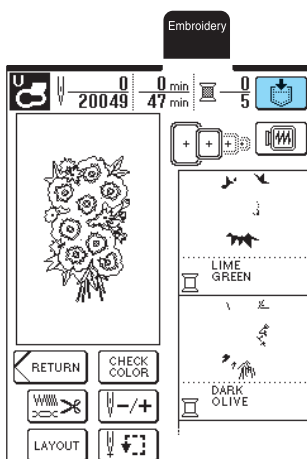 Embroidery
U
0 0 min 0
20049 47 min 5
LIME
GREEN
RETURN
CHECK
COLOR
-/+
DARK
OLIVE
LAYOUT